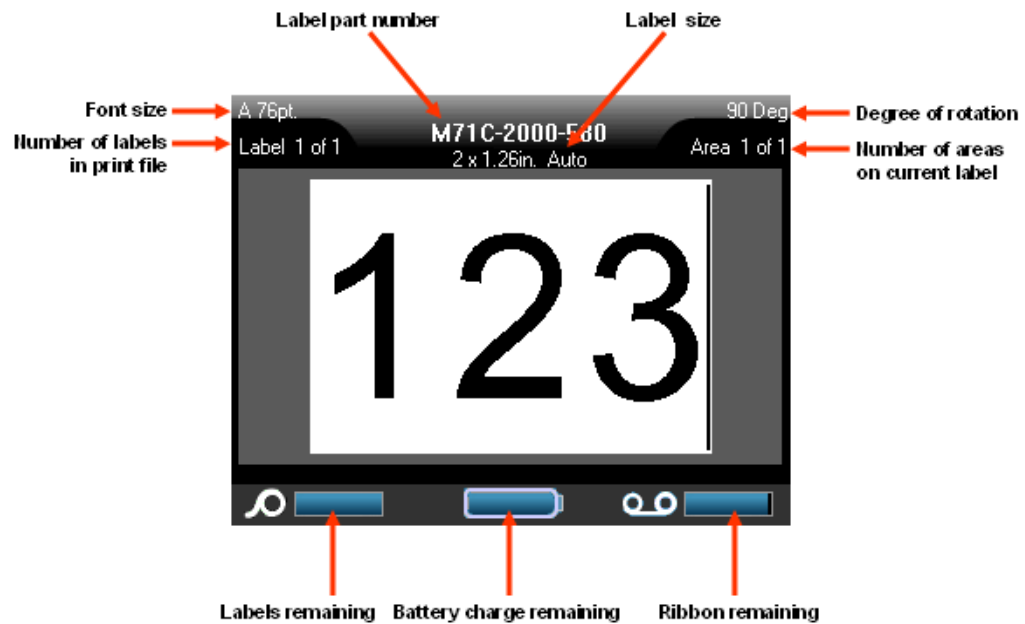 Label part number
Label size
Font size
A 76pt.
90 Deg
Degree of rotation
M71C-2000-580
Number of labels
in print file
Label 1 of 1
2 x 1.26in. Auto
Area 1 of 1
Number of areas
on current label
123
Labels remaining
Battery charge remaining
Ribbon remaining